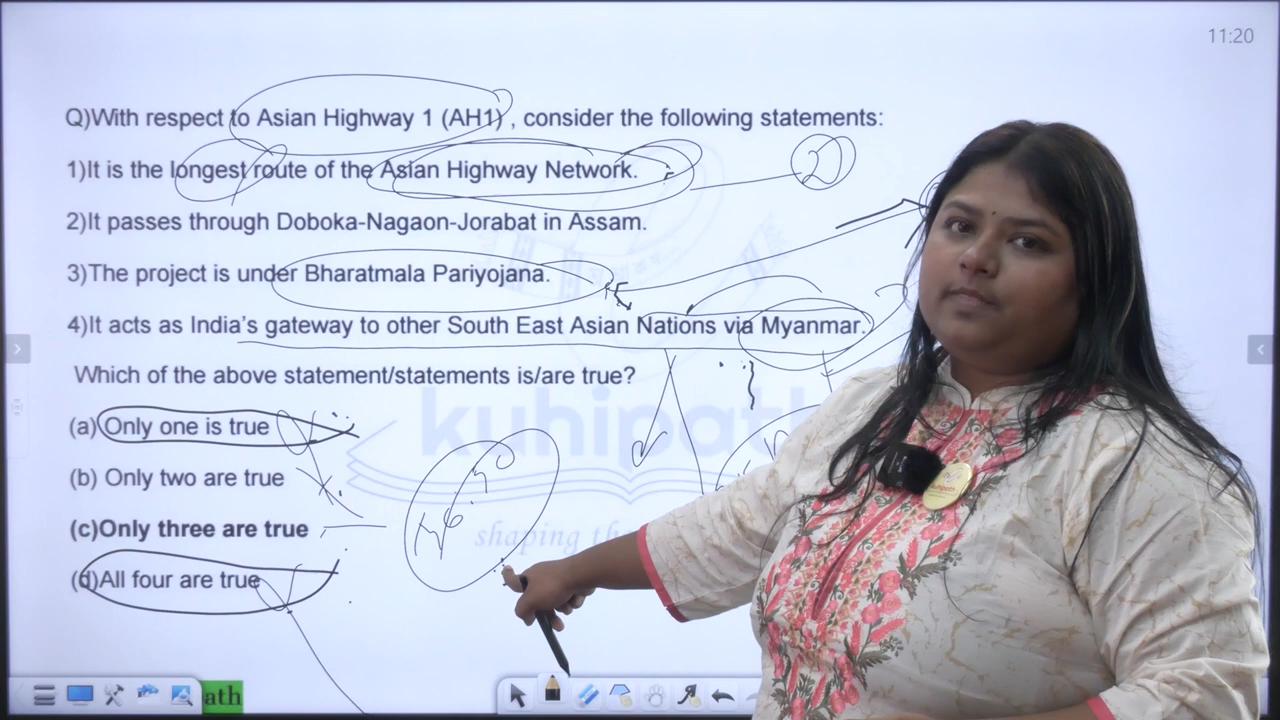 11:20
Q)With respect to Asian Highway 1 (AH1) , consider the following statements:
1)It is the longest route of the Asian Highway Network.
2)It passes through Doboka-Nagaon-Jorabat in Assam.
3)The project is under Bharatmala Pariyojana.
4)It acts as India's gateway to other South East Asian Nations via Myanmar.
Which of the above statement/statements is/are true?
(a) Only one is true
(b) Only two are true
(c)Only three are true
(d)All four are true
kuhipath
shaping th
ath